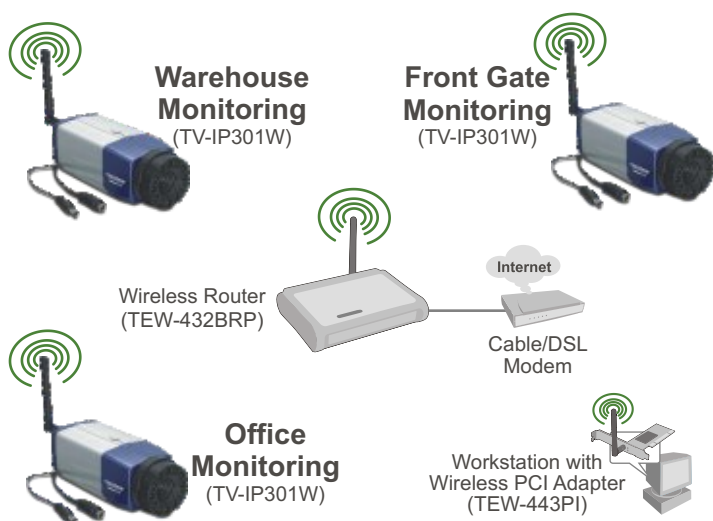 Warehouse
Monitoring
(TV-IP301W)
Front Gate
Monitoring
(TV-IP301W)
Internet
Wireless Router
(TEW-432BRP)
Cable/DSL
Modem
Office
Monitoring
(TV-IP301W)
Workstation with
Wireless PCI Adapter
(TEW-443PI)